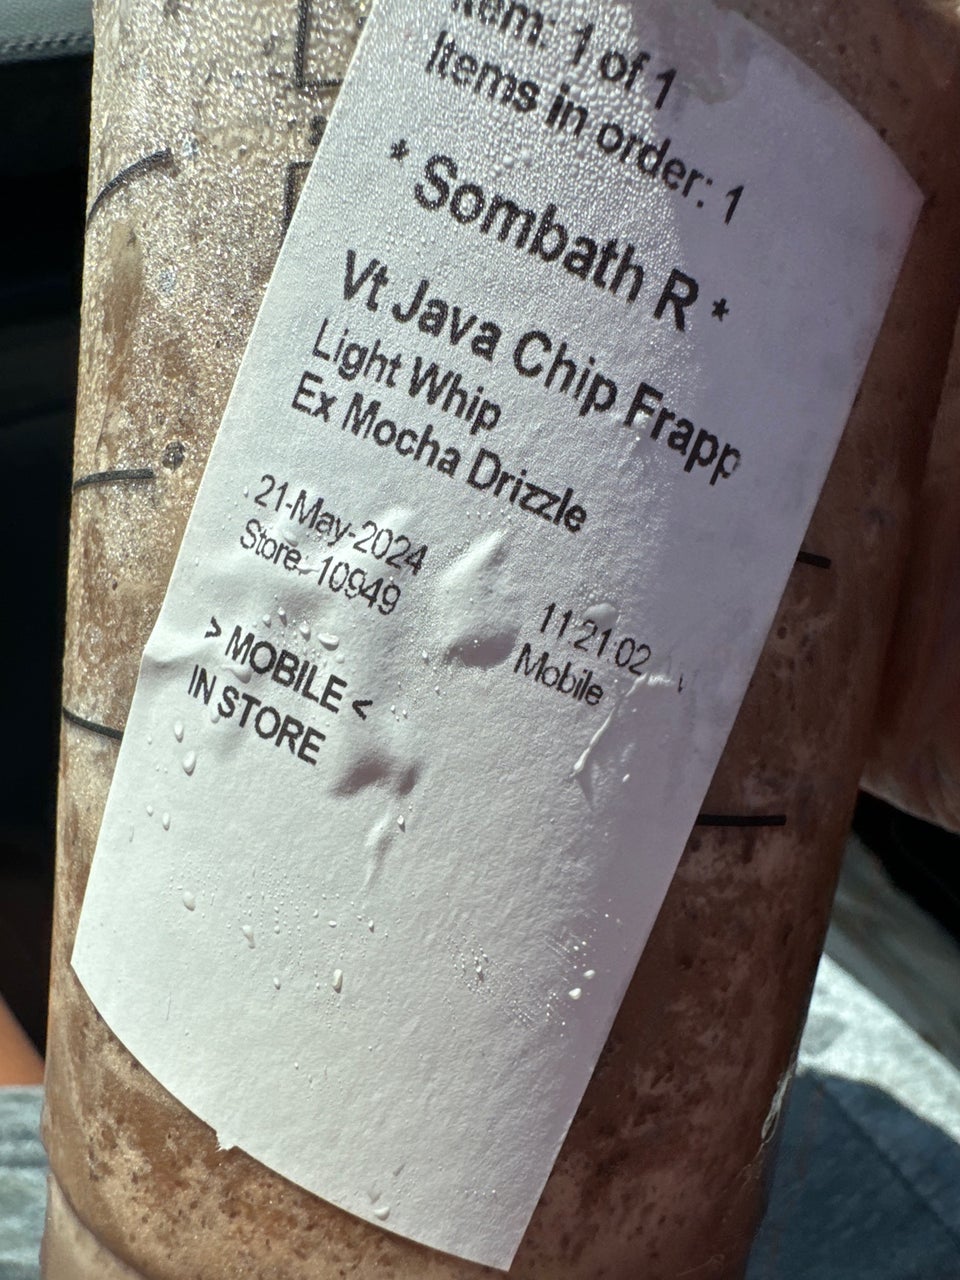 Item: 1 of 1
Items in order: 1
* Sombath R *
Vt Java Chip Frapp
Light Whip
Ex Mocha Drizzle
21-May-2024
Store: 10949
11:21:02
Mobile
> MOBILE <
IN STORE